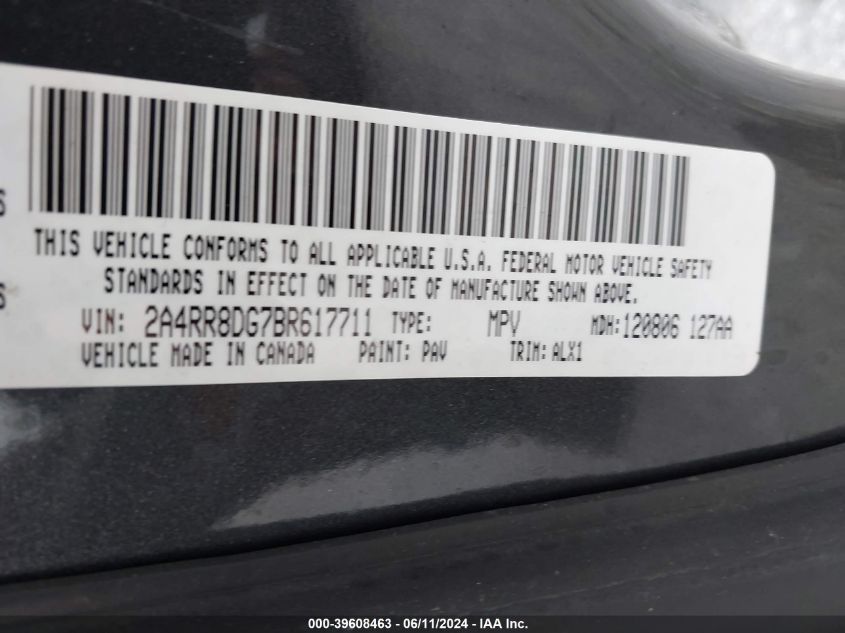 THIS VEHICLE CONFORMS TO ALL APPLICABLE U.S.A. FEDERAL MOTOR VEHICLE SAFETY
STANDARDS IN EFFECT ON THE DATE OF MANUFACTURE SHOWN ABOVE.
VIN: 2A4RR8DG7BR617711 TYPE: MPV MDH: 120806 127AA
VEHICLE MADE IN CANADA PAINT: PAV TRIM: ALX1
000-39608463 - 06/11/2024 - IAA Inc.